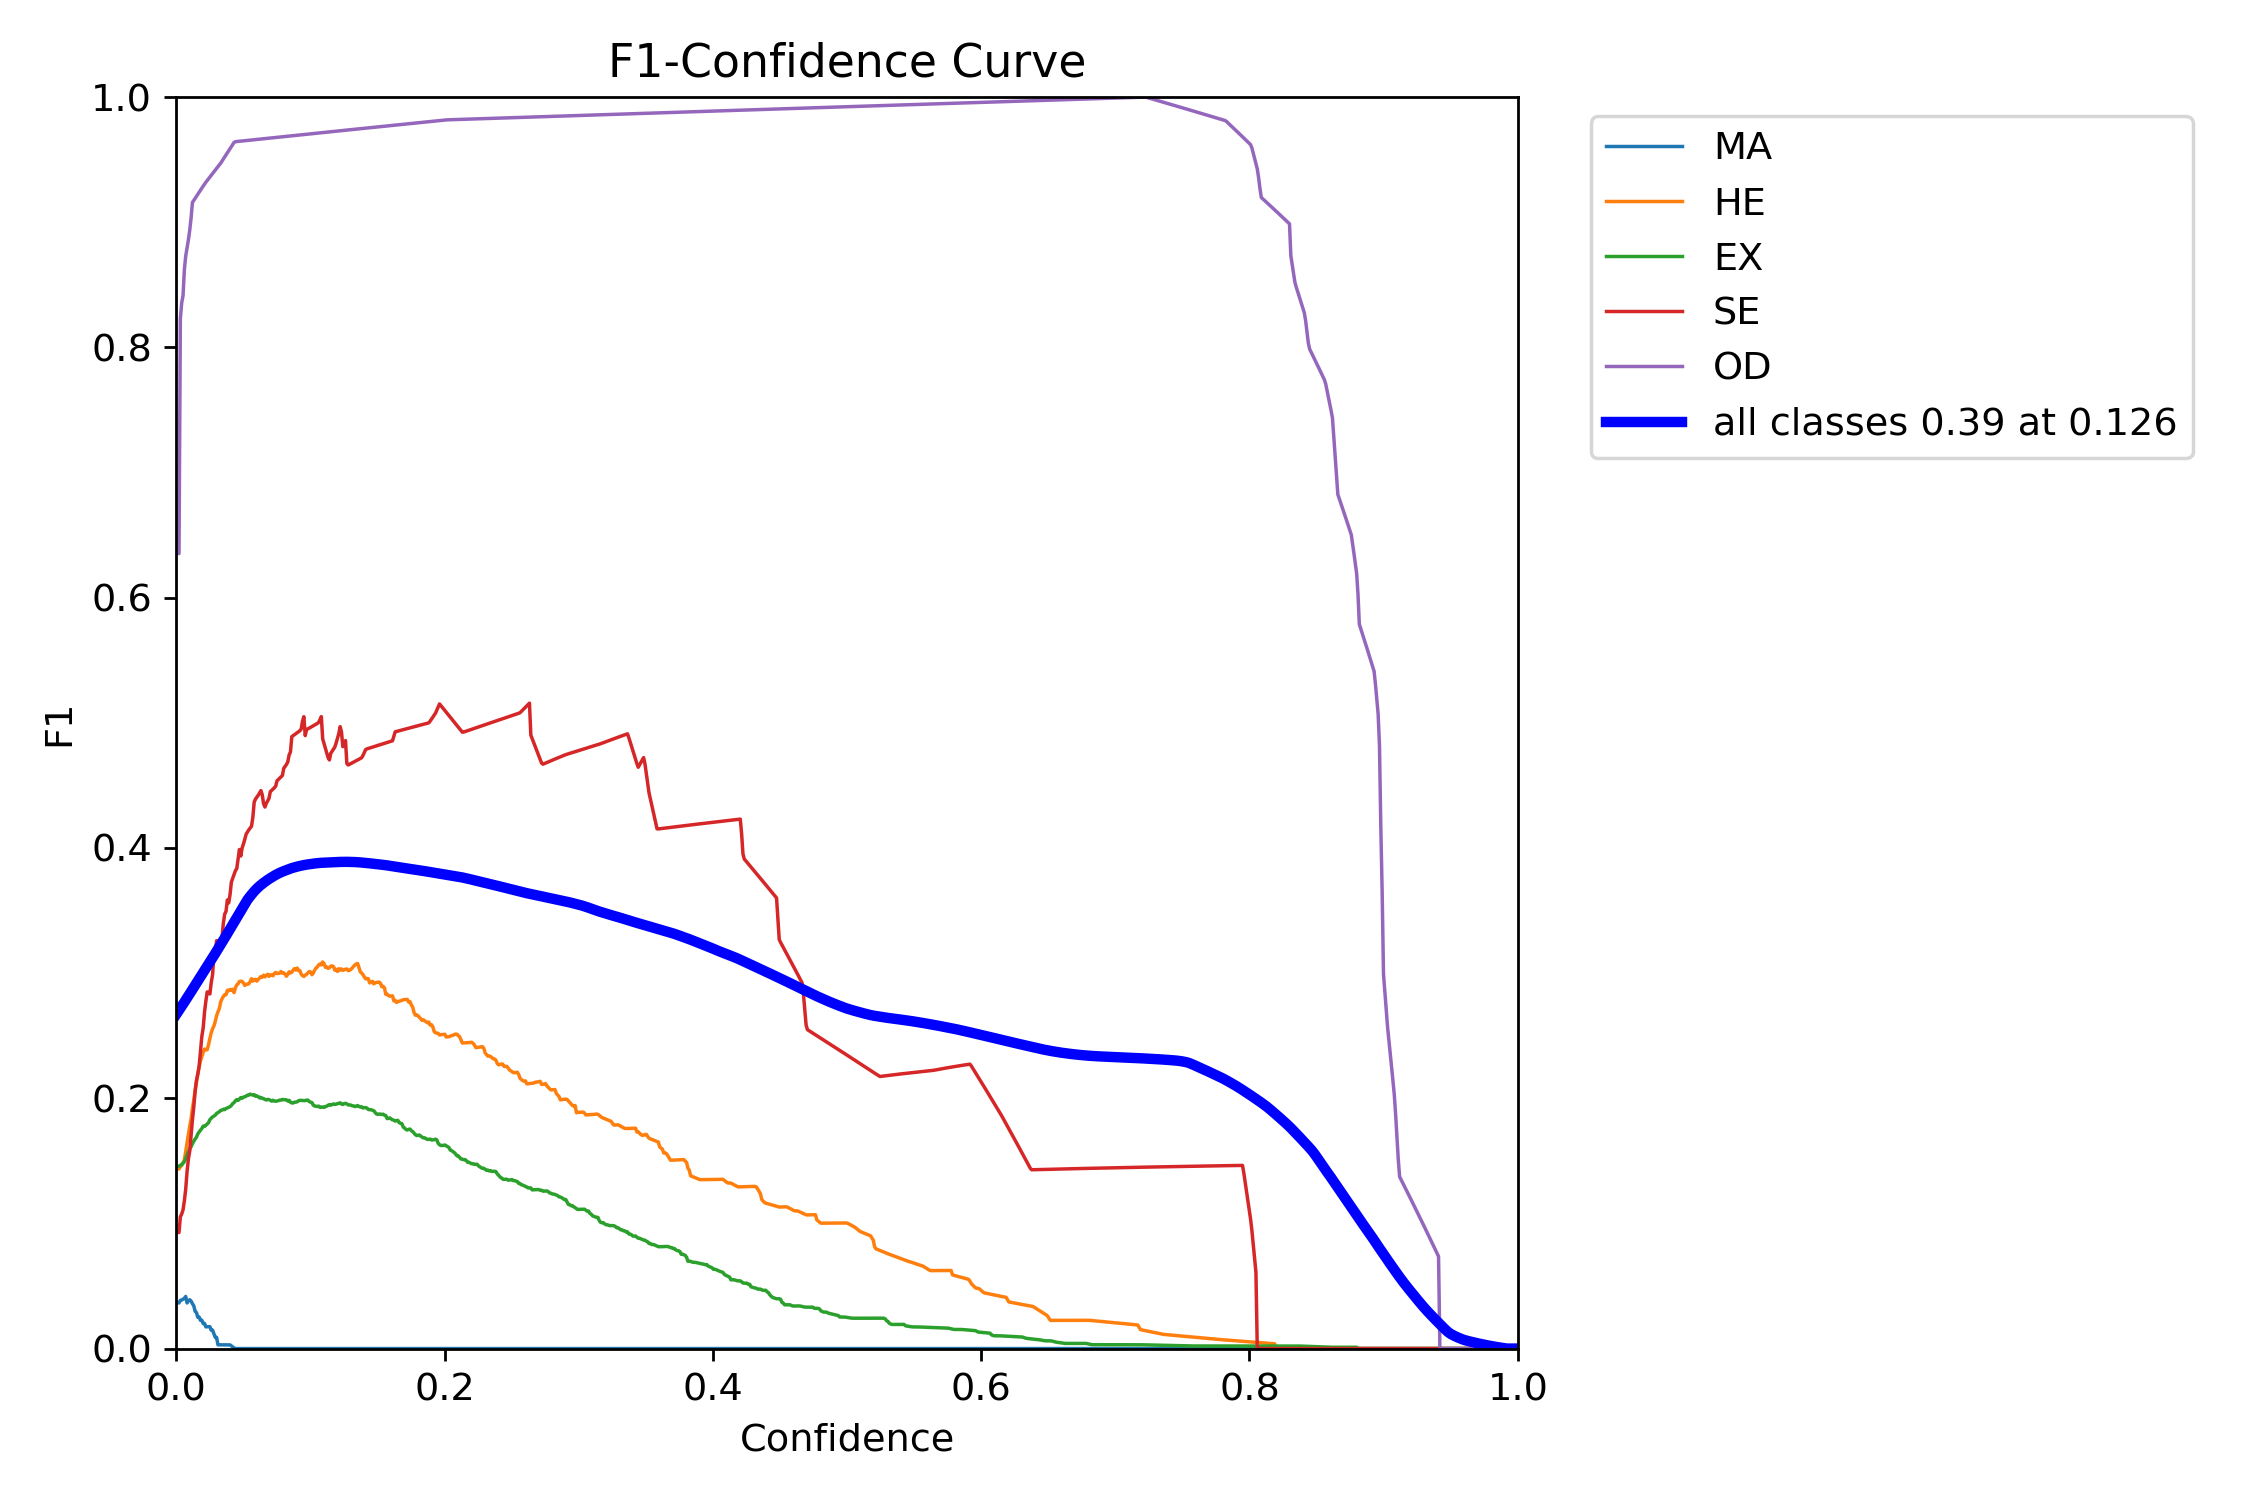 F1-Confidence Curve
1.0
0.8
0.6
0.4
0.2
0.0
F1
0.0 0.2 0.4 0.6 0.8 1.0
Confidence
MA
HE
EX
SE
OD
all classes 0.39 at 0.126